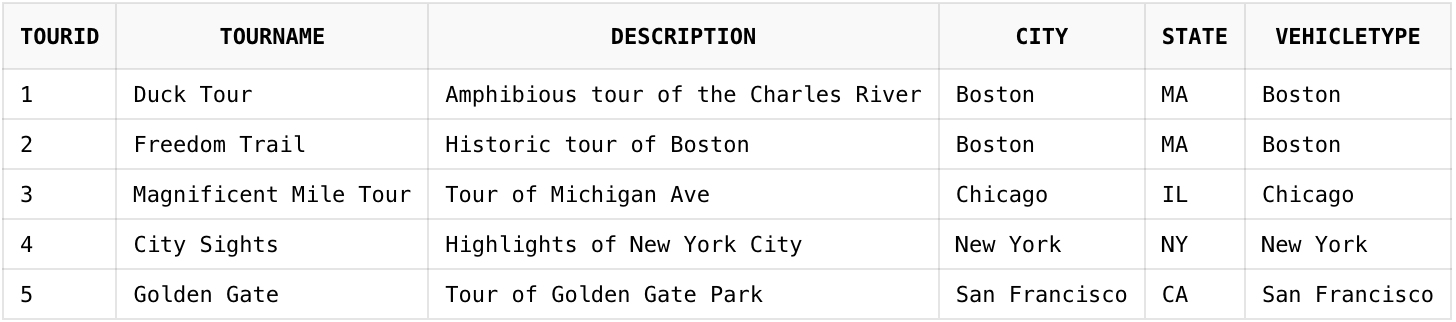 TOURID TOURNAME DESCRIPTION CITY STATE VEHICLETYPE
1 Duck Tour Amphibious tour of the Charles River Boston MA Boston
2 Freedom Trail Historic tour of Boston Boston MA Boston
3 Magnificent Mile Tour Tour of Michigan Ave Chicago IL Chicago
4 City Sights Highlights of New York City New York NY New York
5 Golden Gate Tour of Golden Gate Park San Francisco CA San Francisco